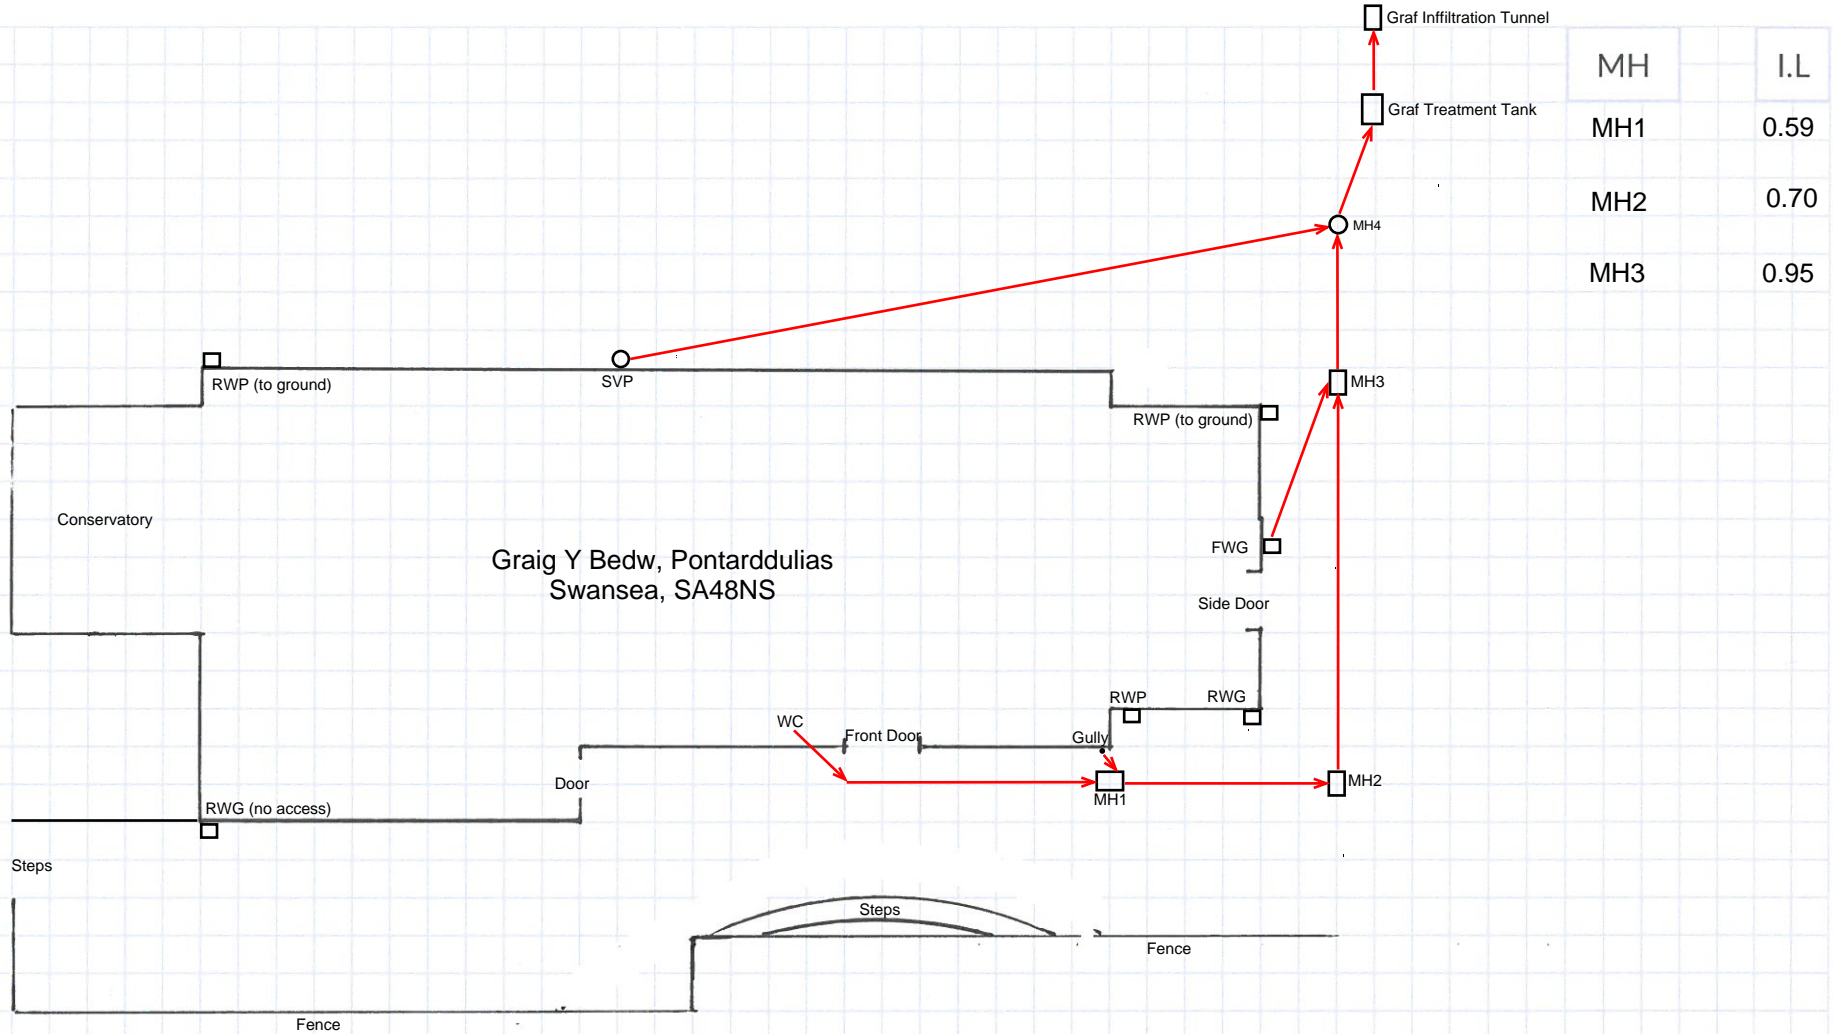 Graf Inffiltration Tunnel
MH I.L
Graf Treatment Tank
MH1 0.59
MH2 0.70
MH4
MH3 0.95
RWP (to ground)
SVP
MH3
RWP (to ground)
Conservatory
Graig Y Bedw, Pontarddulias
Swansea, SA48NS
FWG
Side Door
RWP
RWG
WC
Front Door
Gully
Door
MH1
MH2
RWG (no access)
Steps
Steps
Fence
Fence